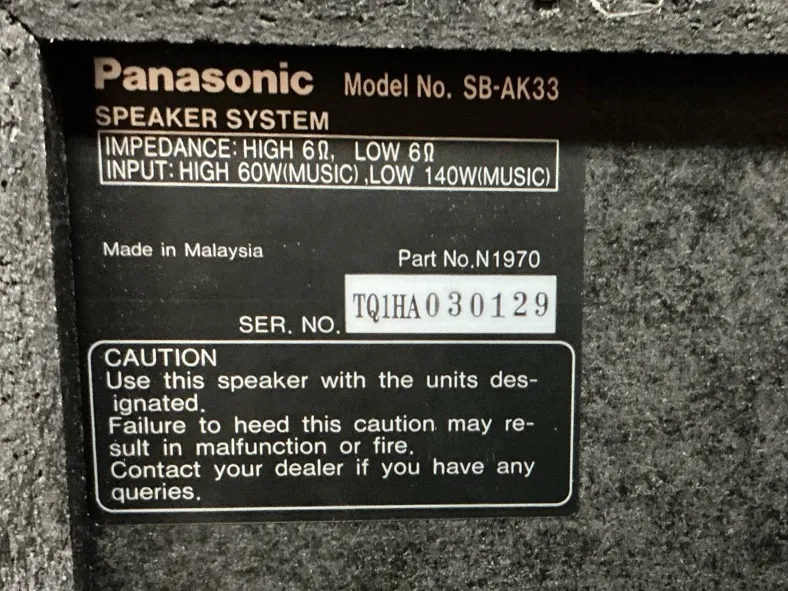 Panasonic Model No. SB-AK33
SPEAKER SYSTEM
IMPEDANCE: HIGH 6Ω, LOW 6Ω
INPUT: HIGH 60W(MUSIC) ,LOW 140W(MUSIC)
Made in Malaysia Part No.N1970
SER. NO. TQ1HA030129
CAUTION
Use this speaker with the units des-
ignated.
Failure to heed this caution may re-
sult in malfunction or fire.
Contact your dealer if you have any
queries.